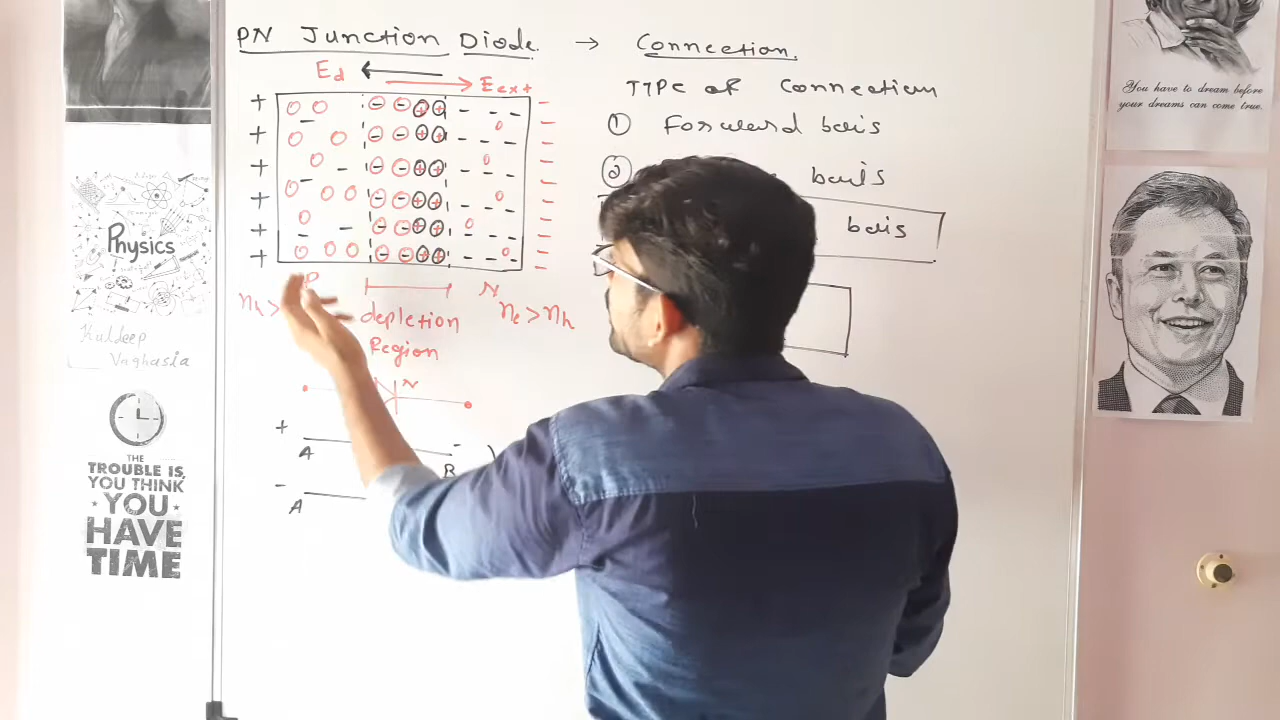 PN Junction Diode. → Connection.
Ed
Eext
Type of Connection
① Forward bais
② bails
bais
P
N
nh >
ne > nh
depletion
Region
N
+
A
-
B
-
A
Physics
Kuldeep
Vaghasia
THE
TROUBLE IS,
YOU THINK
YOU
HAVE
TIME
You have to dream before
your dreams can come true.